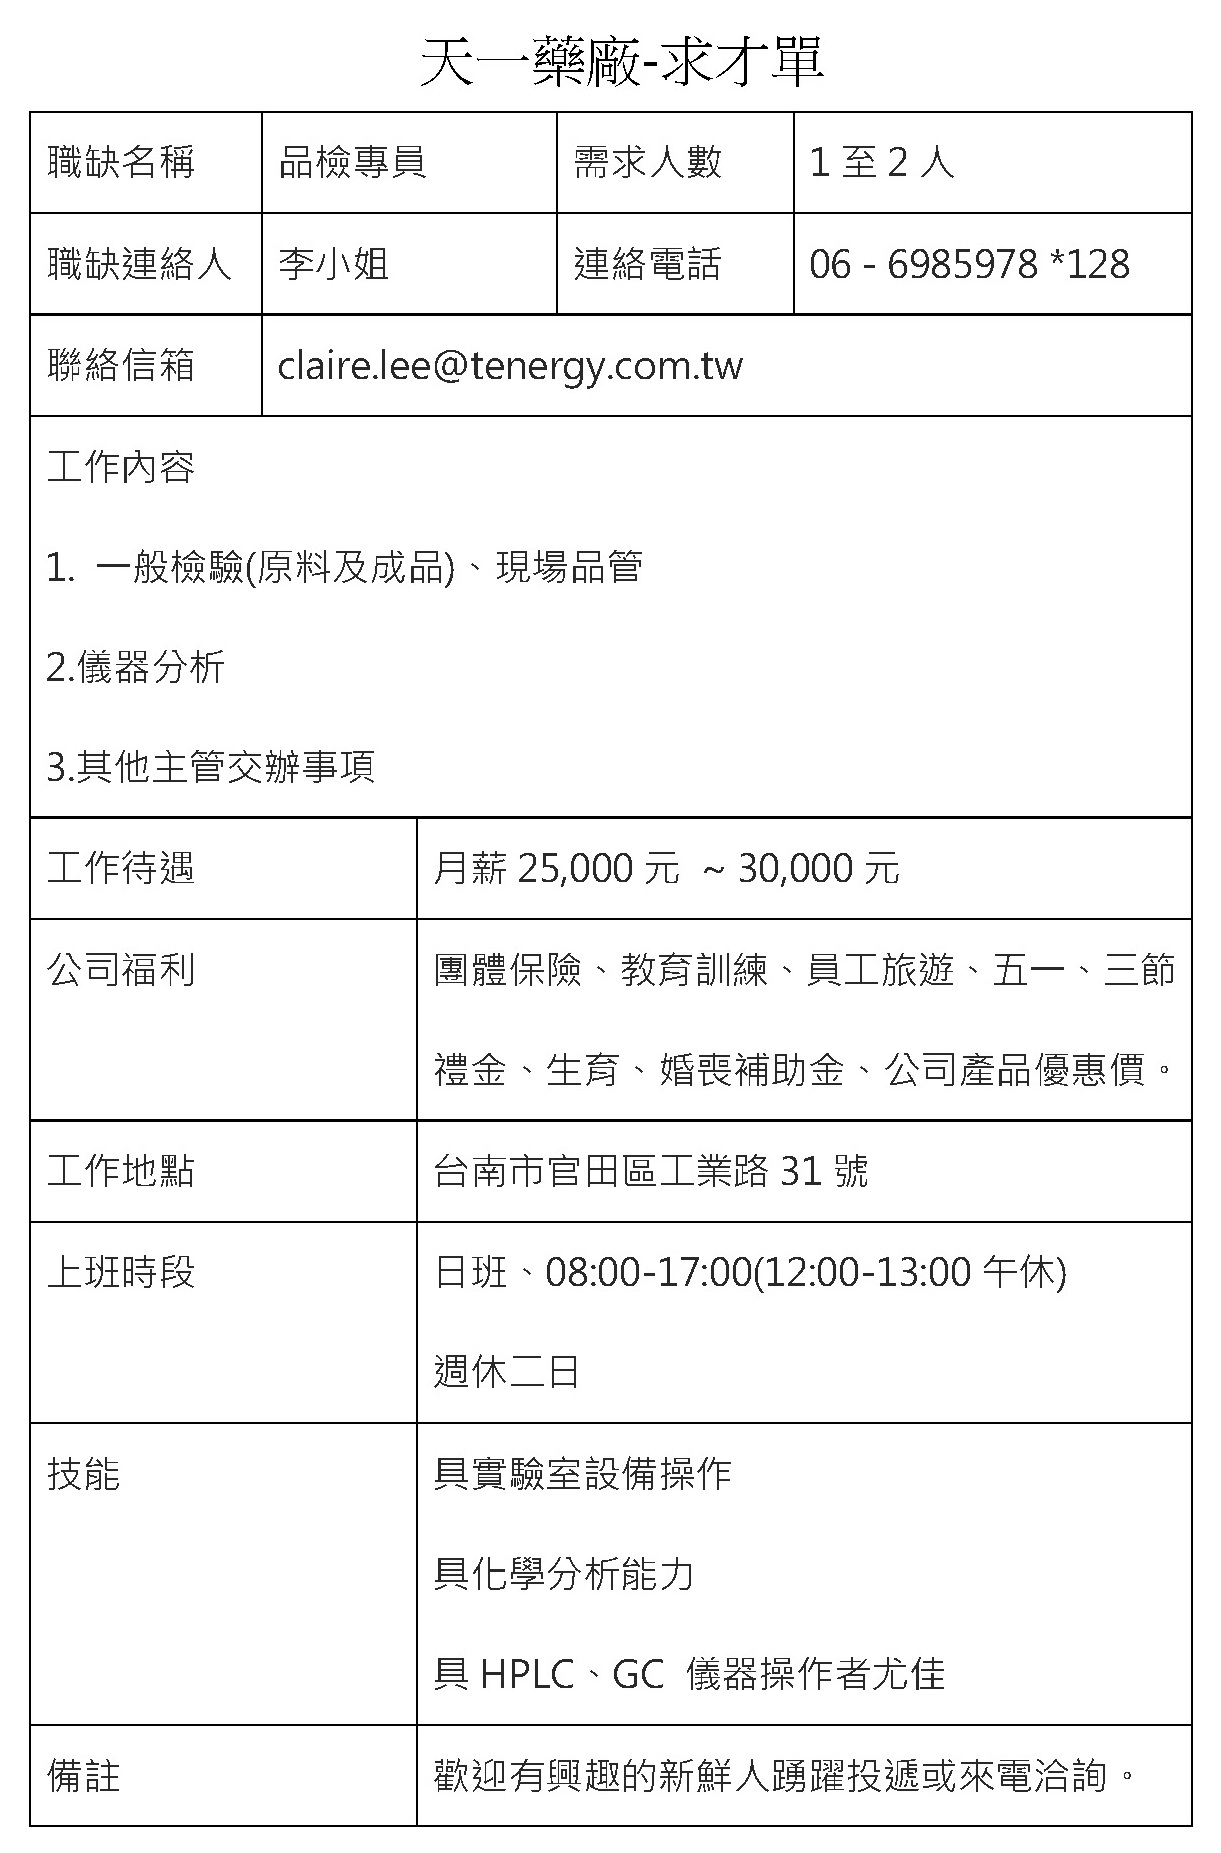 天一藥廠-求才單
職缺名稱 品檢專員 需求人數 1 至 2 人
職缺連絡人 李小姐 連絡電話 06 - 6985978 *128
聯絡信箱 claire.lee@tenergy.com.tw
工作內容
1. 一般檢驗(原料及成品)、現場品管
2.儀器分析
3.其他主管交辦事項
工作待遇 月薪 25,000 元 ~ 30,000 元
公司福利 團體保險、教育訓練、員工旅遊、五一、三節
禮金、生育、婚喪補助金、公司產品優惠價。
工作地點 台南市官田區工業路 31 號
上班時段 日班、08:00-17:00(12:00-13:00 午休)
週休二日
技能 具實驗室設備操作
具化學分析能力
具 HPLC、GC 儀器操作者尤佳
備註 歡迎有興趣的新鮮人踴躍投遞或來電洽詢。